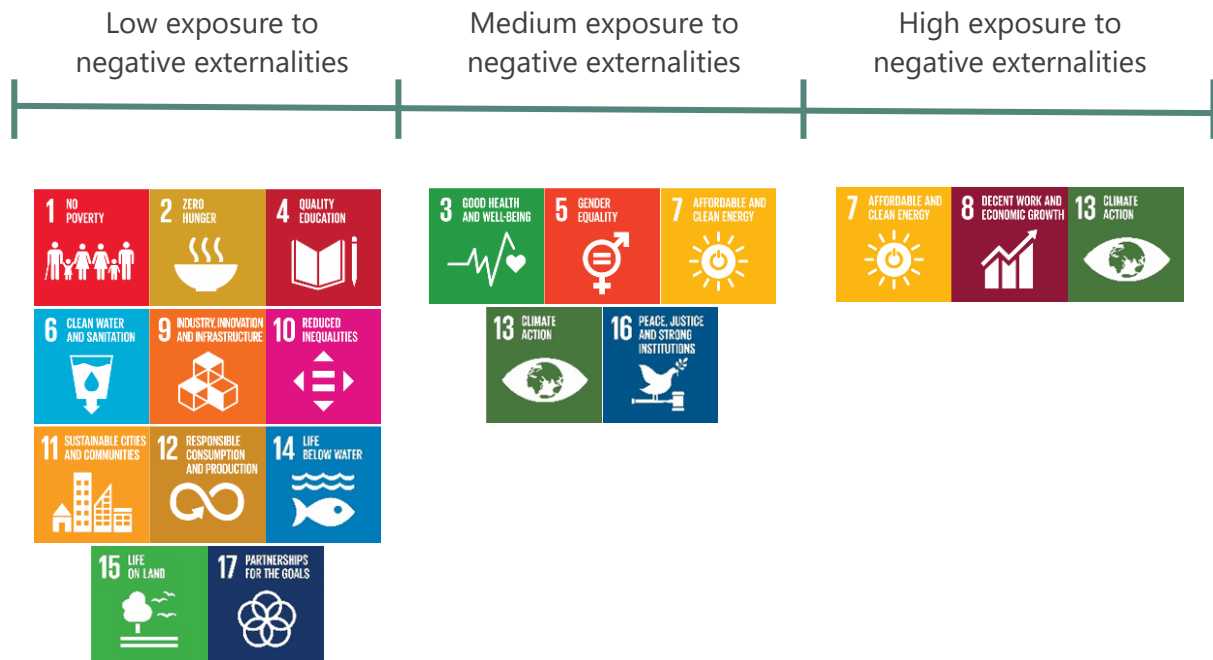 Low exposure to
negative externalities
Medium exposure to
negative externalities
High exposure to
negative externalities
1 NO
POVERTY
2 ZERO
HUNGER
4 QUALITY
EDUCATION
6 CLEAN WATER
AND SANITATION
9 INDUSTRY, INNOVATION
AND INFRASTRUCTURE
10 REDUCED
INEQUALITIES
11 SUSTAINABLE CITIES
AND COMMUNITIES
12 RESPONSIBLE
CONSUMPTION
AND PRODUCTION
14 LIFE
BELOW WATER
15 LIFE
ON LAND
17 PARTNERSHIPS
FOR THE GOALS
3 GOOD HEALTH
AND WELL-BEING
5 GENDER
EQUALITY
7 AFFORDABLE AND
CLEAN ENERGY
13 CLIMATE
ACTION
16 PEACE, JUSTICE
AND STRONG
INSTITUTIONS
7 AFFORDABLE AND
CLEAN ENERGY
8 DECENT WORK AND
ECONOMIC GROWTH
13 CLIMATE
ACTION